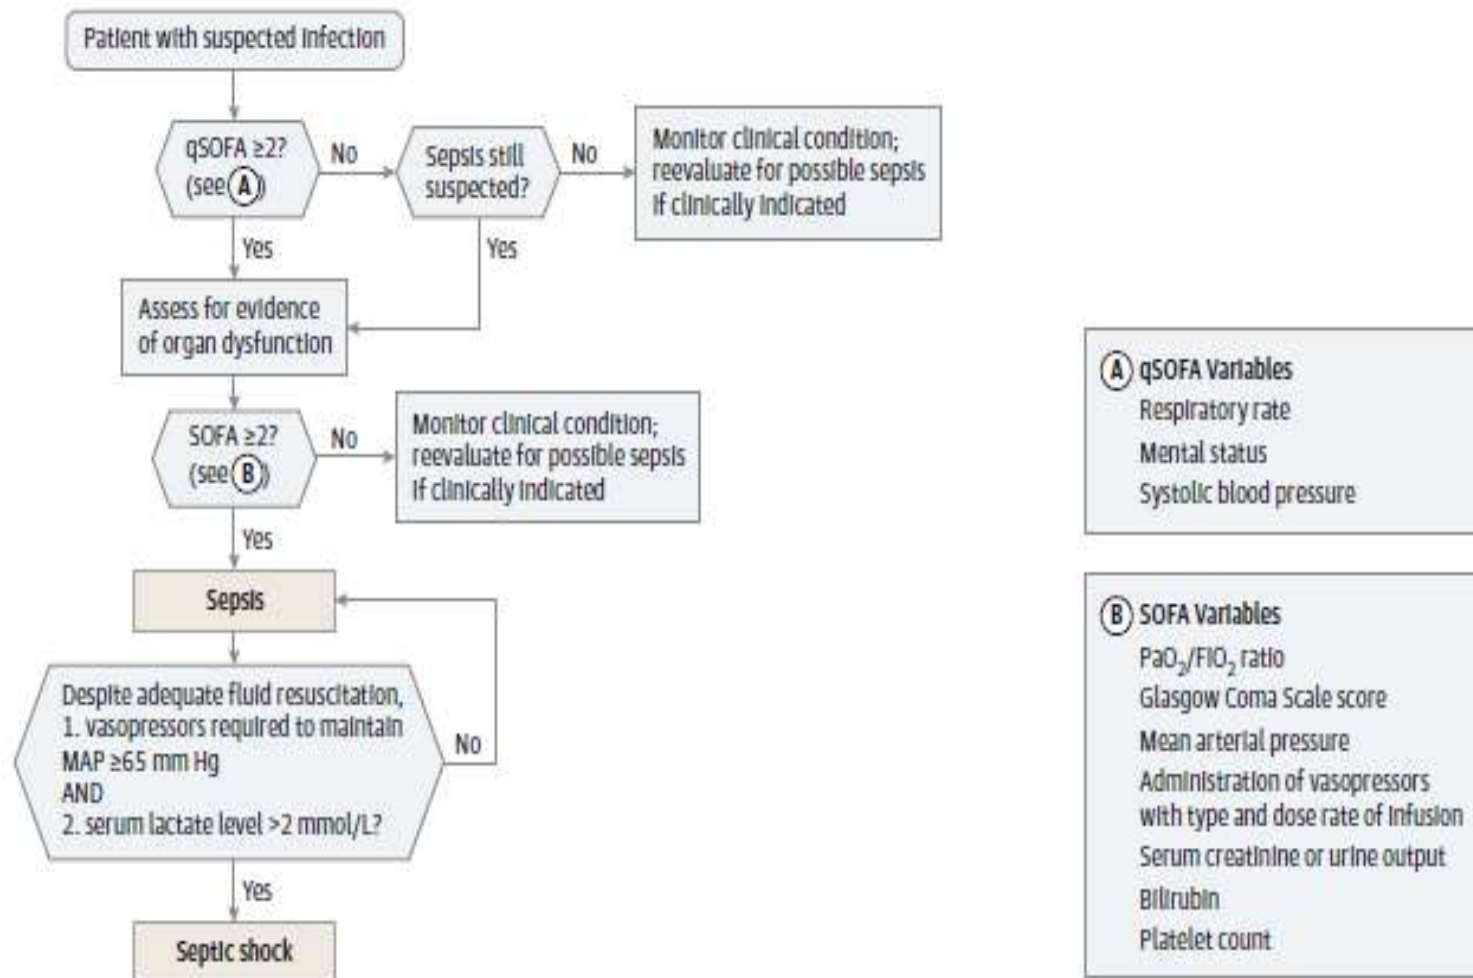 Patient with suspected infection
qSOFA ≥2?
(see A)
No
Sepsis still
suspected?
No
Monitor clinical condition;
reevaluate for possible sepsis
if clinically indicated
Yes
Yes
Assess for evidence
of organ dysfunction
SOFA ≥2?
(see B)
No
Monitor clinical condition;
reevaluate for possible sepsis
if clinically indicated
Yes
Sepsis
Despite adequate fluid resuscitation,
1. vasopressors required to maintain
MAP ≥65 mm Hg
AND
2. serum lactate level >2 mmol/L?
No
Yes
Septic shock
A qSOFA Variables
Respiratory rate
Mental status
Systolic blood pressure
B SOFA Variables
PaO₂/FiO₂ ratio
Glasgow Coma Scale score
Mean arterial pressure
Administration of vasopressors
with type and dose rate of infusion
Serum creatinine or urine output
Bilirubin
Platelet count